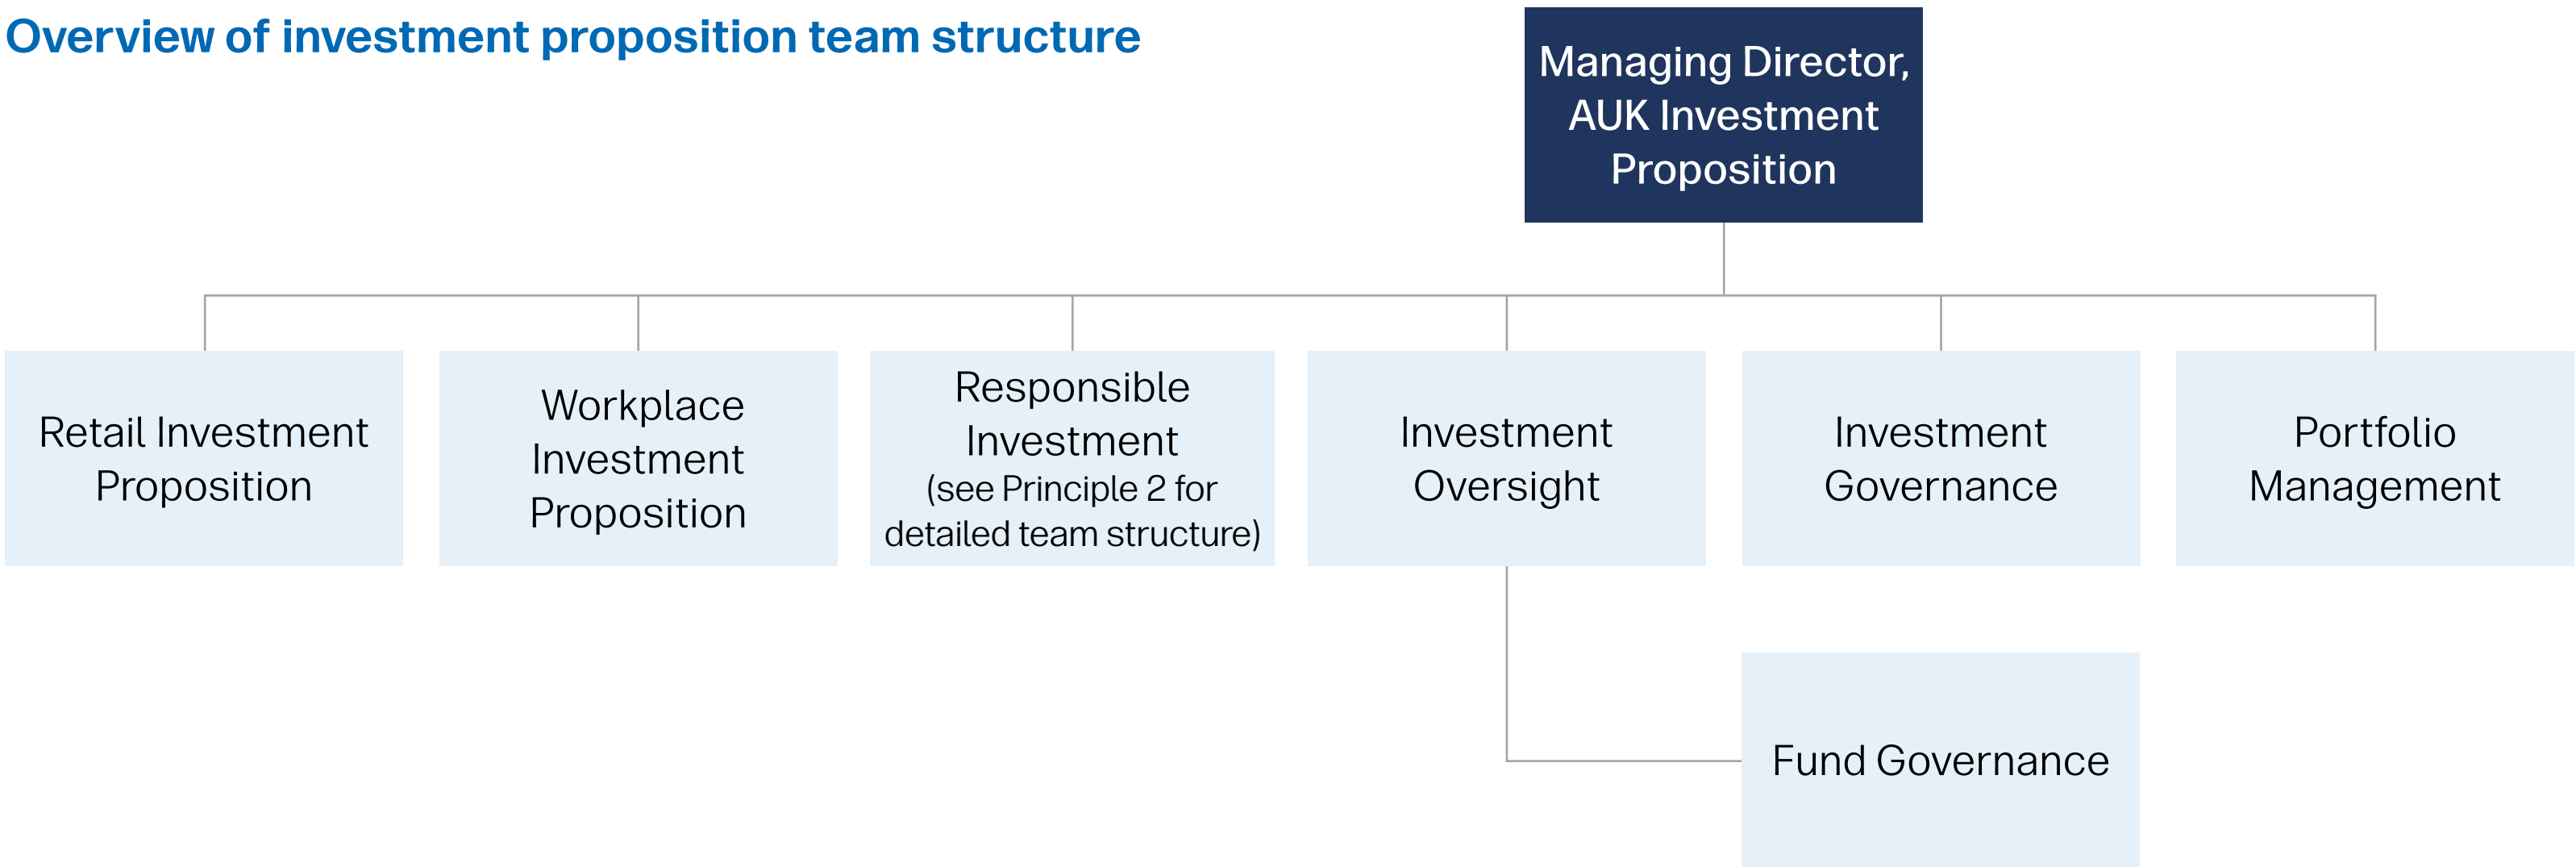 Overview of investment proposition team structure
Managing Director,
AUK Investment
Proposition
Retail Investment
Proposition
Workplace
Investment
Proposition
Responsible
Investment
(see Principle 2 for
detailed team structure)
Investment
Oversight
Investment
Governance
Portfolio
Management
Fund Governance